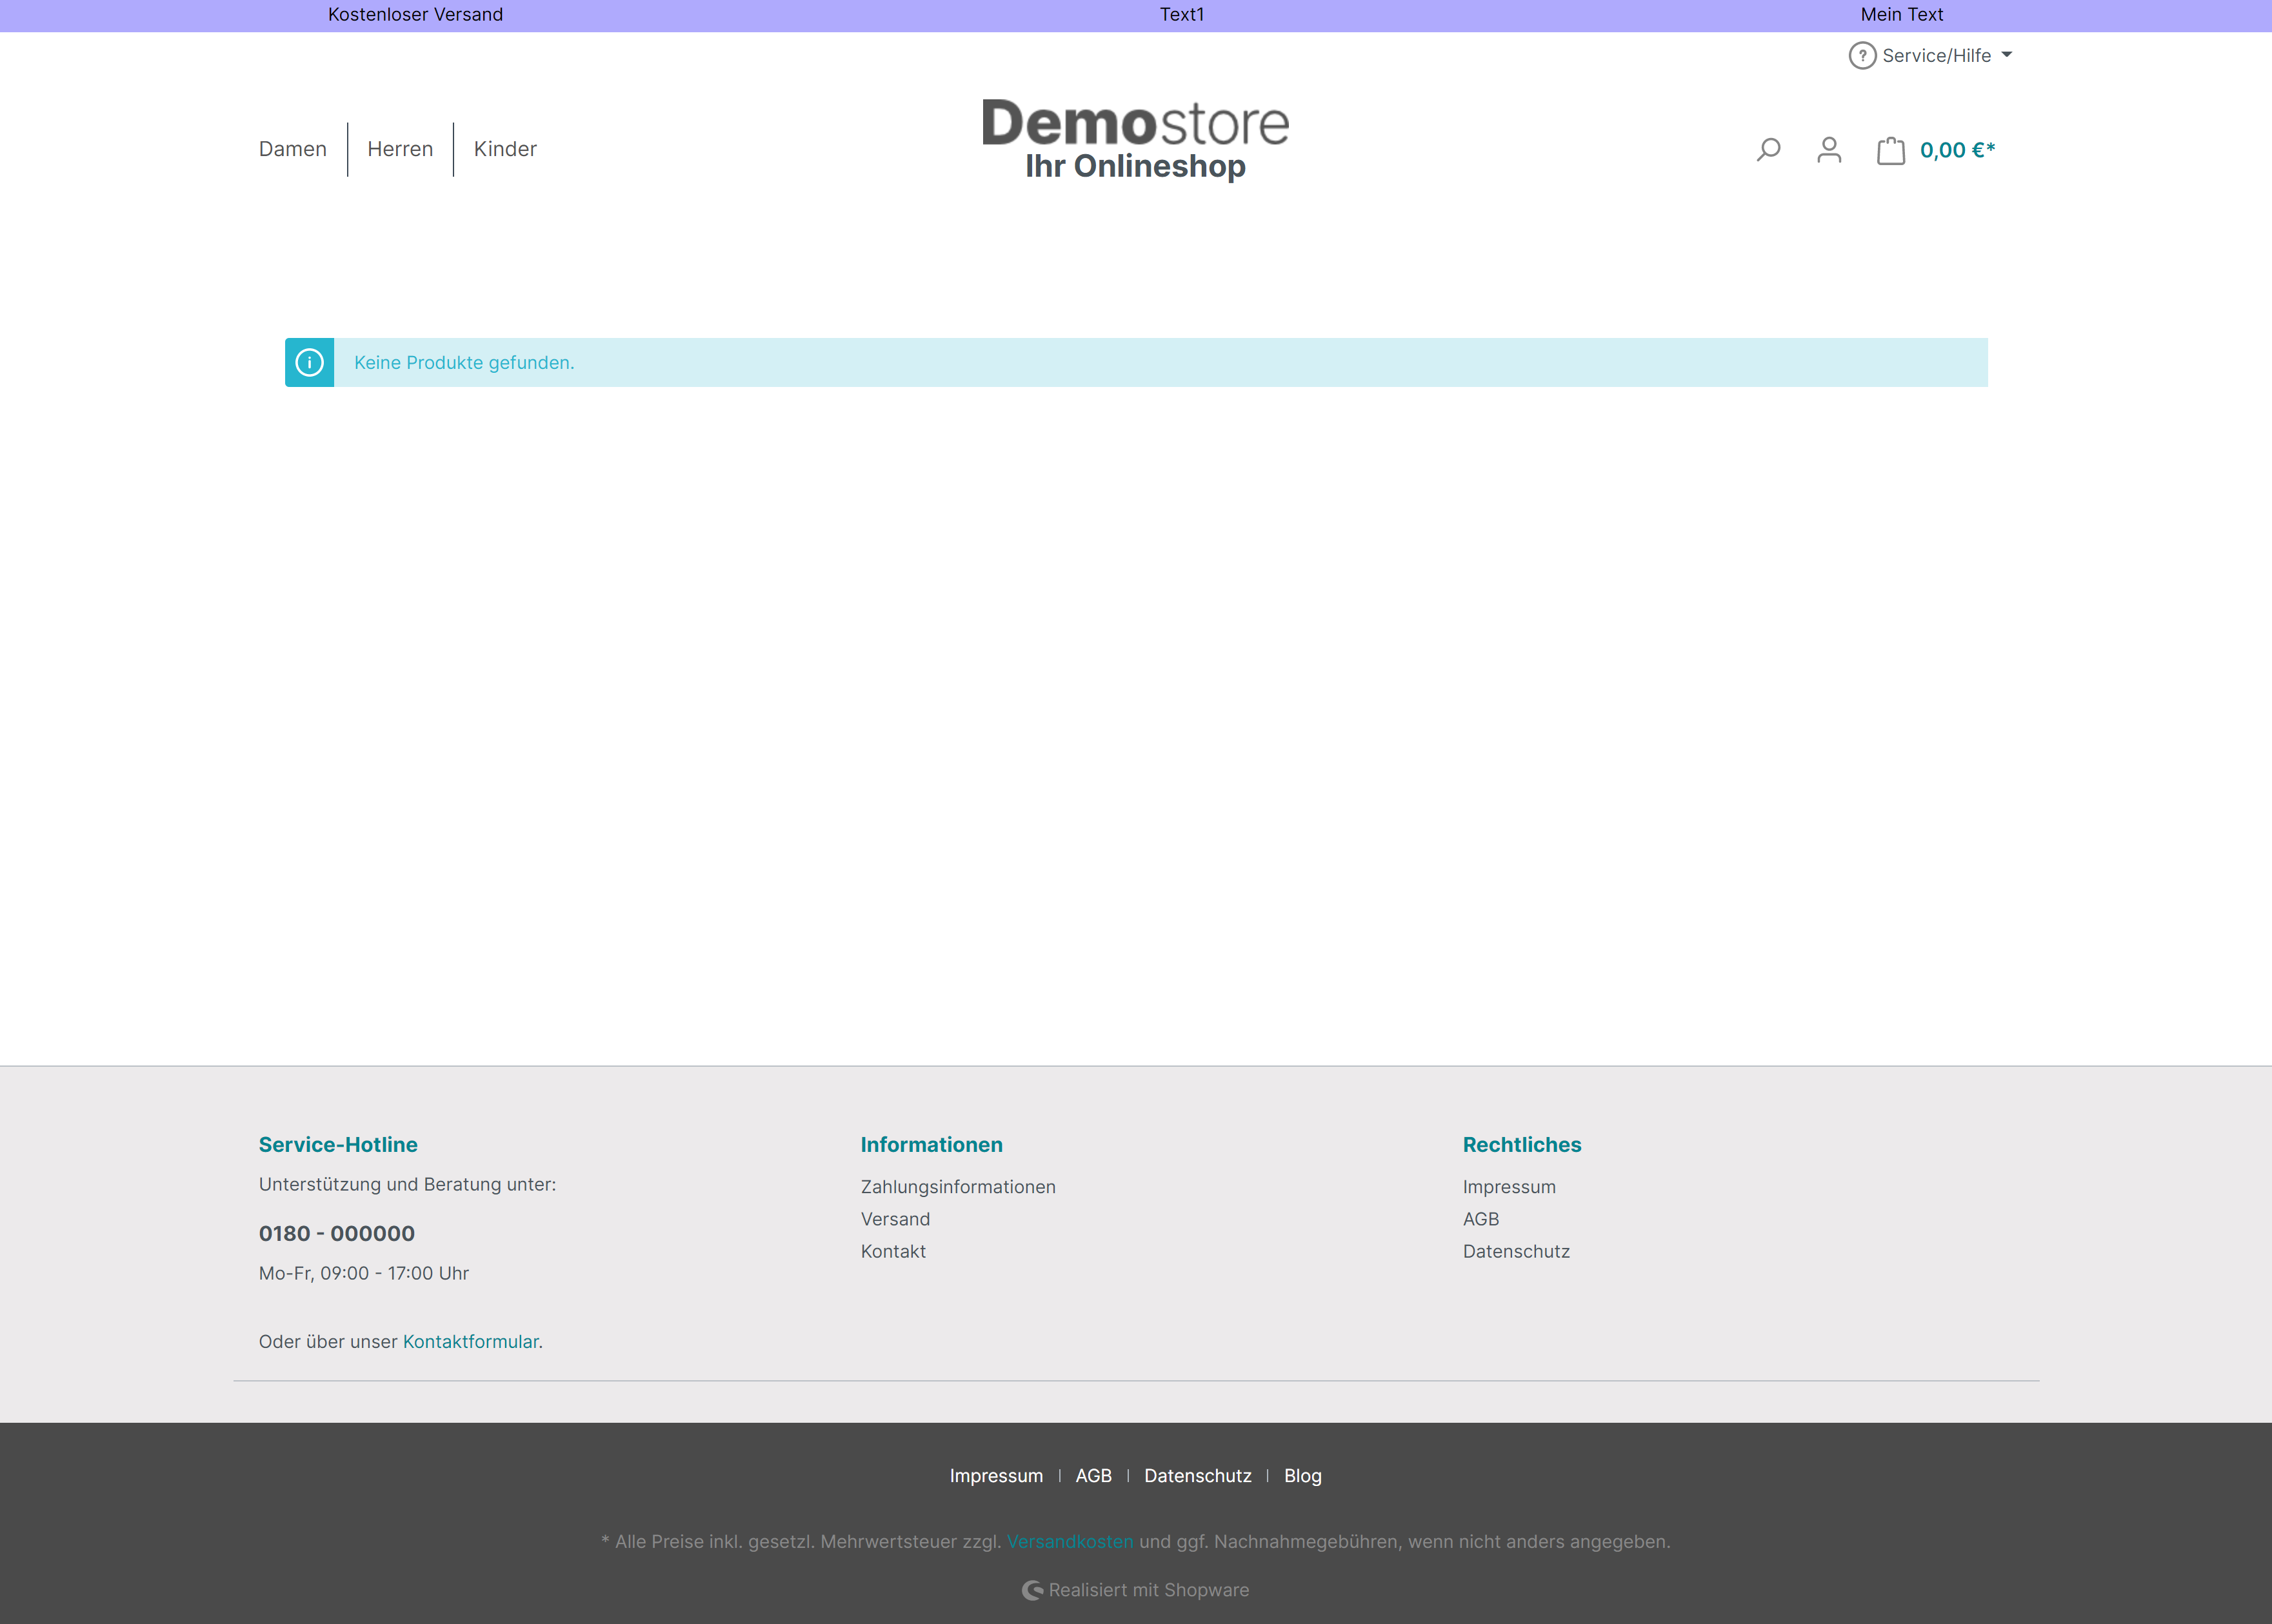 Kostenloser Versand Text1 Mein Text
Service/Hilfe
Demostore
Damen Herren Kinder
Ihr Onlineshop
0,00 €*
Keine Produkte gefunden.
Service-Hotline
Unterstützung und Beratung unter:
0180 - 000000
Mo-Fr, 09:00 - 17:00 Uhr
Oder über unser Kontaktformular.
Informationen
Zahlungsinformationen
Versand
Kontakt
Rechtliches
Impressum
AGB
Datenschutz
Impressum | AGB | Datenschutz | Blog
* Alle Preise inkl. gesetzl. Mehrwertsteuer zzgl. Versandkosten und ggf. Nachnahmegebühren, wenn nicht anders angegeben.
Realisiert mit Shopware